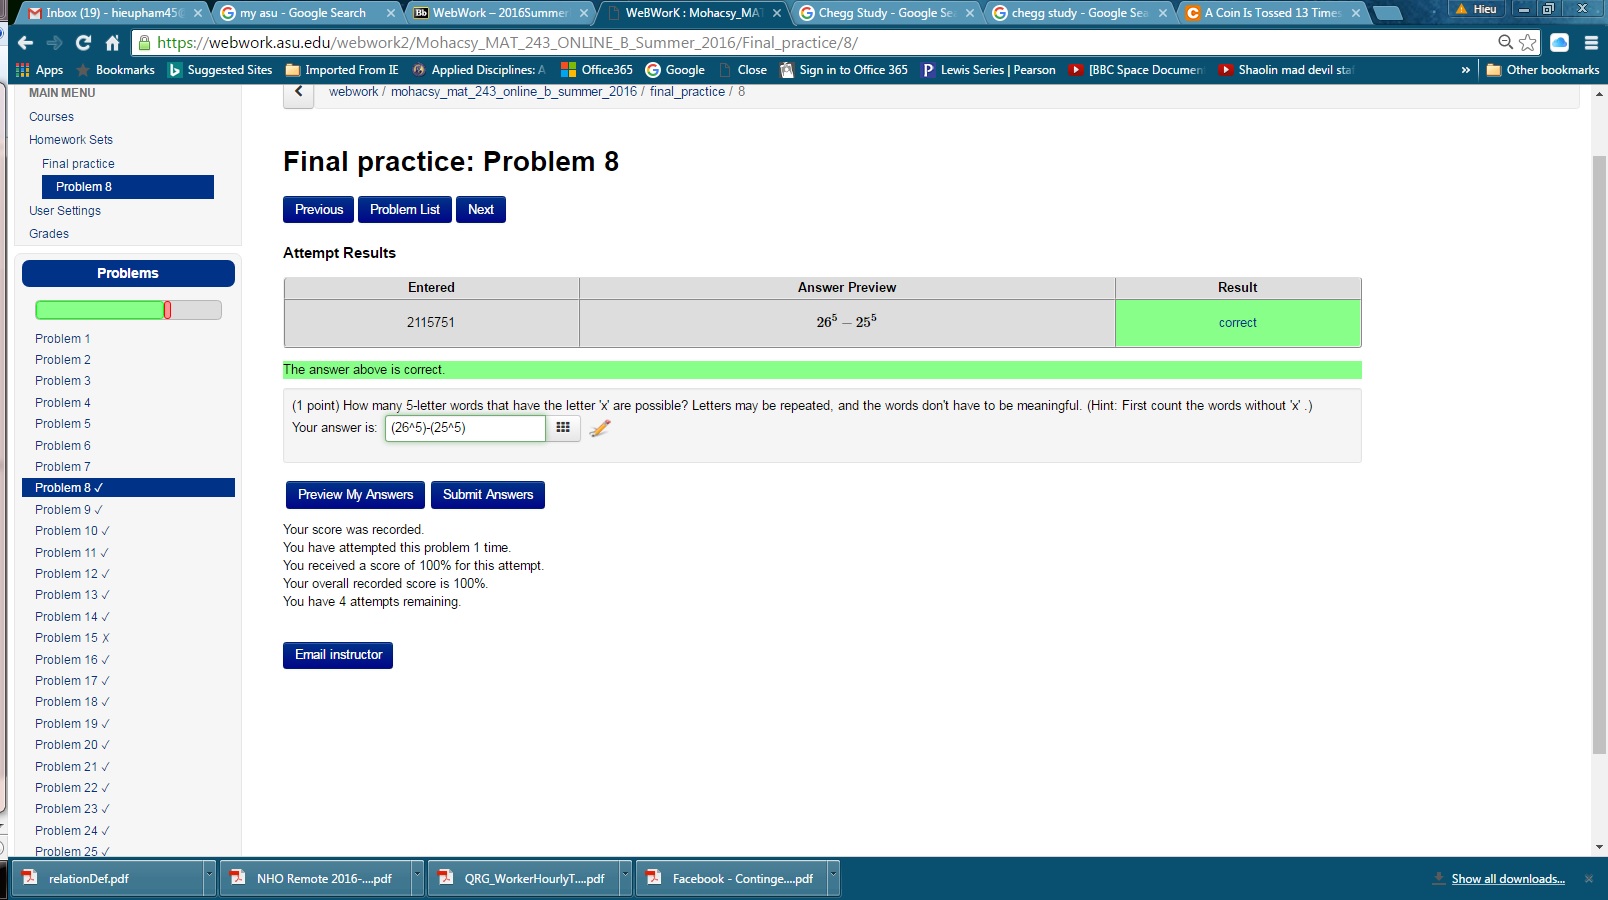 Inbox (19) - hieupham45@
my asu - Google Search
WebWork – 2016Summer
WeBWorK : Mohacsy_MAT
Chegg Study - Google Se
chegg study - Google Sea
A Coin Is Tossed 13 Times
Hieu
https://webwork.asu.edu/webwork2/Mohacsy_MAT_243_ONLINE_B_Summer_2016/Final_practice/8/
Apps Bookmarks Suggested Sites Imported From IE Applied Disciplines: A Office365 Google Close Sign in to Office 365 Lewis Series | Pearson [BBC Space Documen Shaolin mad devil sta » Other bookmarks
MAIN MENU
Courses
Homework Sets
Final practice
Problem 8
User Settings
Grades
Problems
Problem 1
Problem 2
Problem 3
Problem 4
Problem 5
Problem 6
Problem 7
Problem 8 ✓
Problem 9 ✓
Problem 10 ✓
Problem 11 ✓
Problem 12 ✓
Problem 13 ✓
Problem 14 ✓
Problem 15 ✗
Problem 16 ✓
Problem 17 ✓
Problem 18 ✓
Problem 19 ✓
Problem 20 ✓
Problem 21 ✓
Problem 22 ✓
Problem 23 ✓
Problem 24 ✓
Problem 25 ✓
webwork / mohacsy_mat_243_online_b_summer_2016 / final_practice / 8
Final practice: Problem 8
Previous Problem List Next
Attempt Results
Entered Answer Preview Result
2115751 26⁵ − 25⁵ correct
The answer above is correct.
(1 point) How many 5-letter words that have the letter 'x' are possible? Letters may be repeated, and the words don't have to be meaningful. (Hint: First count the words without 'x' .)
Your answer is: (26^5)-(25^5)
Preview My Answers Submit Answers
Your score was recorded.
You have attempted this problem 1 time.
You received a score of 100% for this attempt.
Your overall recorded score is 100%.
You have 4 attempts remaining.
Email instructor
relationDef.pdf
NHO Remote 2016-....pdf
QRG_WorkerHourlyT....pdf
Facebook - Continge....pdf
Show all downloads...